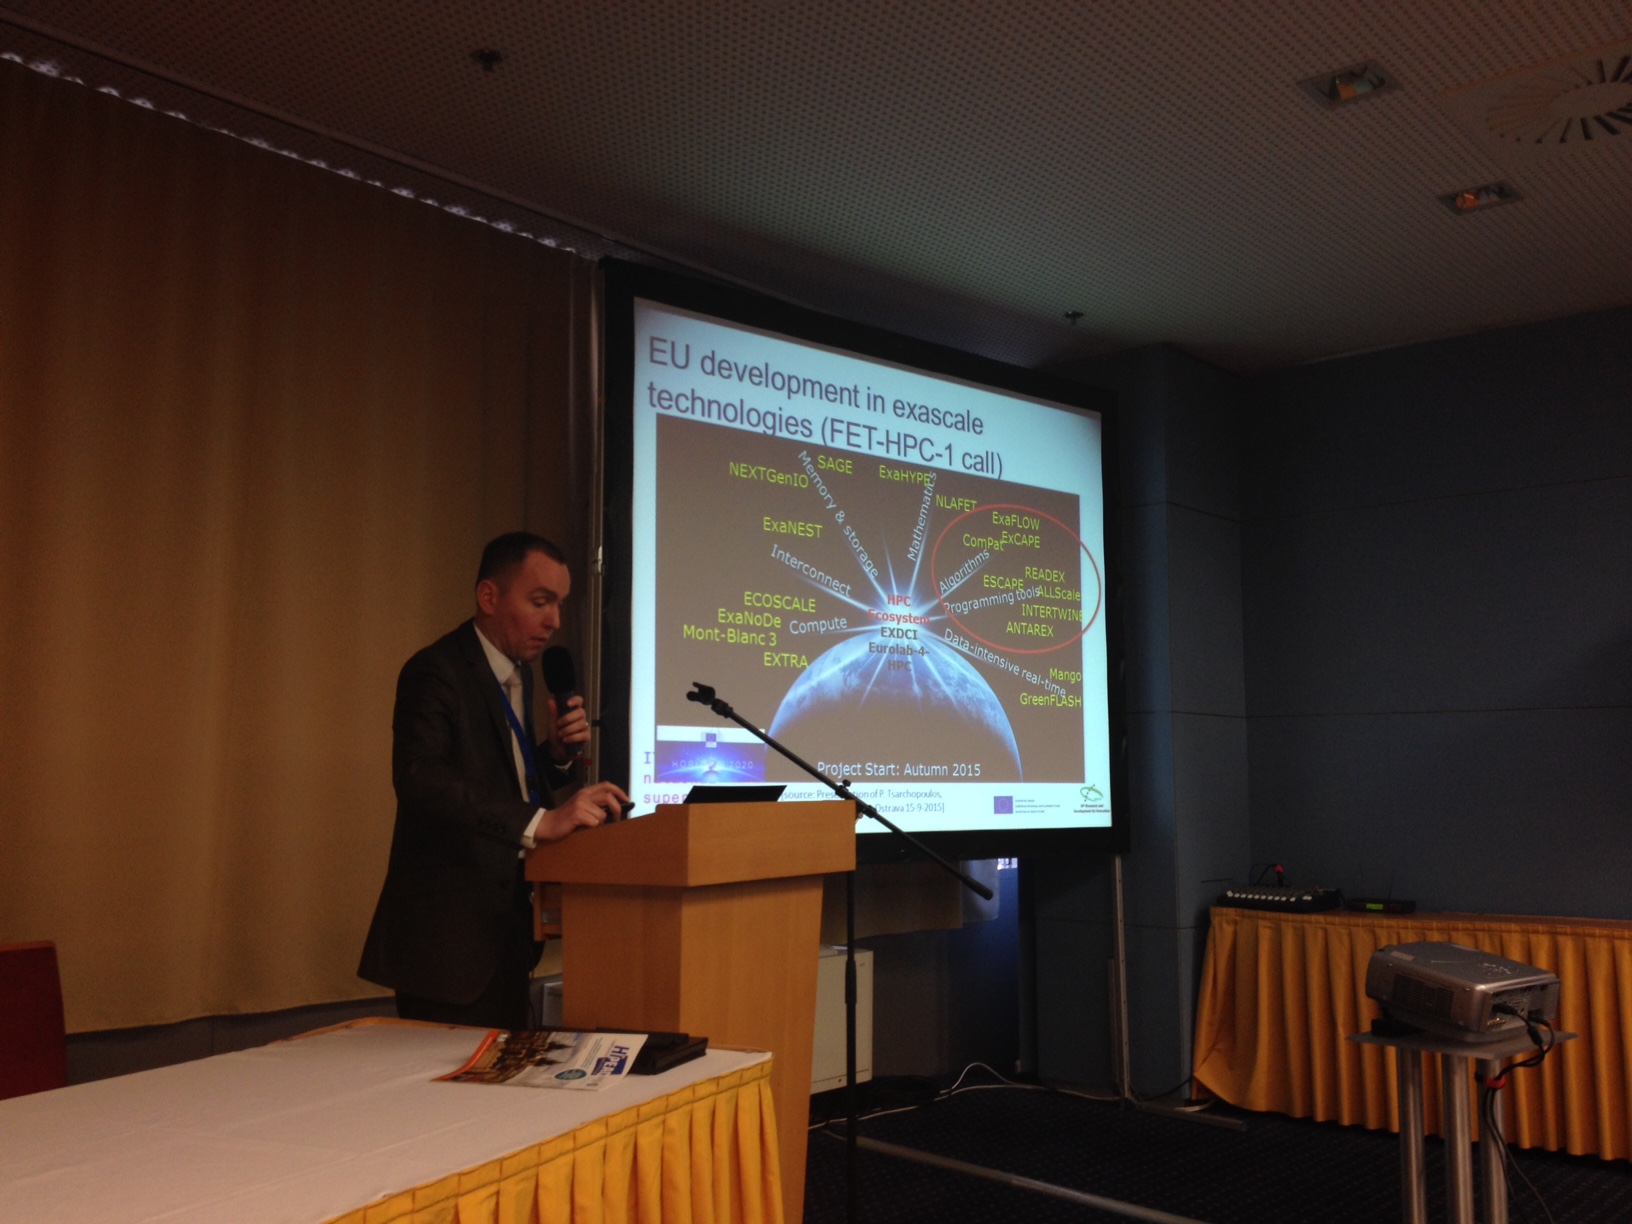 EU development in exascale
technologies (FET-HPC-1 call)
SAGE
ExaHYPE
NEXTGenIO
Memory & storage
Mathematics
NLAFET
ExaFLOW
ExCAPE
ComPat
ExaNEST
Interconnect
Algorithms
READEX
ESCAPE
ALLScale
Programming tools
INTERTWINE
ANTAREX
ECOSCALE
ExaNoDe
Mont-Blanc 3
Compute
EXTRA
HPC
Ecosystem
EXDCI
Eurolab-4-
HPC
Data-intensive real-time
Mango
GreenFLASH
2020
Project Start: Autumn 2015
super
source: Presentation of P. Tsarchopoulos,
Ostrava 15-9-2015]